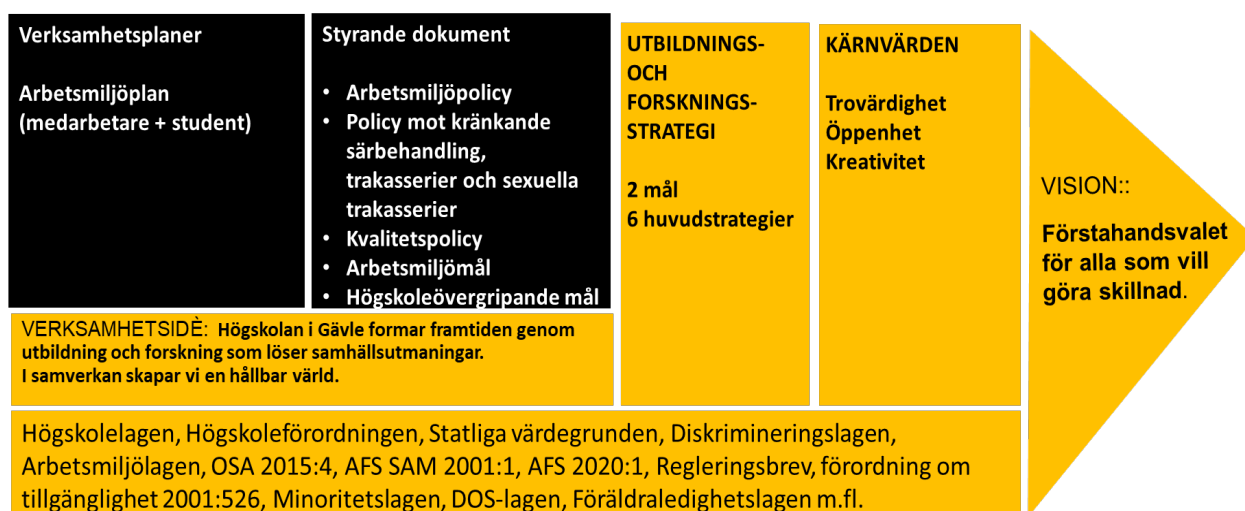 Verksamhetsplaner
Arbetsmiljöplan
(medarbetare + student)
Styrande dokument
• Arbetsmiljöpolicy
• Policy mot kränkande
särbehandling,
trakasserier och sexuella
trakasserier
• Kvalitetspolicy
• Arbetsmiljömål
• Högskoleövergripande mål
UTBILDNINGS-
OCH
FORSKNINGS-
STRATEGI
2 mål
6 huvudstrategier
KÄRNVÄRDEN
Trovärdighet
Öppenhet
Kreativitet
VISION::
Förstahandsvalet
för alla som vill
göra skillnad.
VERKSAMHETSIDÈ: Högskolan i Gävle formar framtiden genom
utbildning och forskning som löser samhällsutmaningar.
I samverkan skapar vi en hållbar värld.
Högskolelagen, Högskoleförordningen, Statliga värdegrunden, Diskrimineringslagen,
Arbetsmiljölagen, OSA 2015:4, AFS SAM 2001:1, AFS 2020:1, Regleringsbrev, förordning om
tillgänglighet 2001:526, Minoritetslagen, DOS-lagen, Föräldraledighetslagen m.fl.